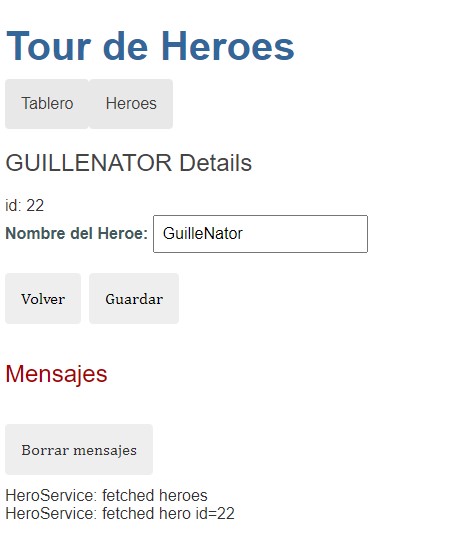 Tour de Heroes
Tablero Heroes
GUILLENATOR Details
id: 22
Nombre del Heroe: GuilleNator
Volver Guardar
Mensajes
Borrar mensajes
HeroService: fetched heroes
HeroService: fetched hero id=22